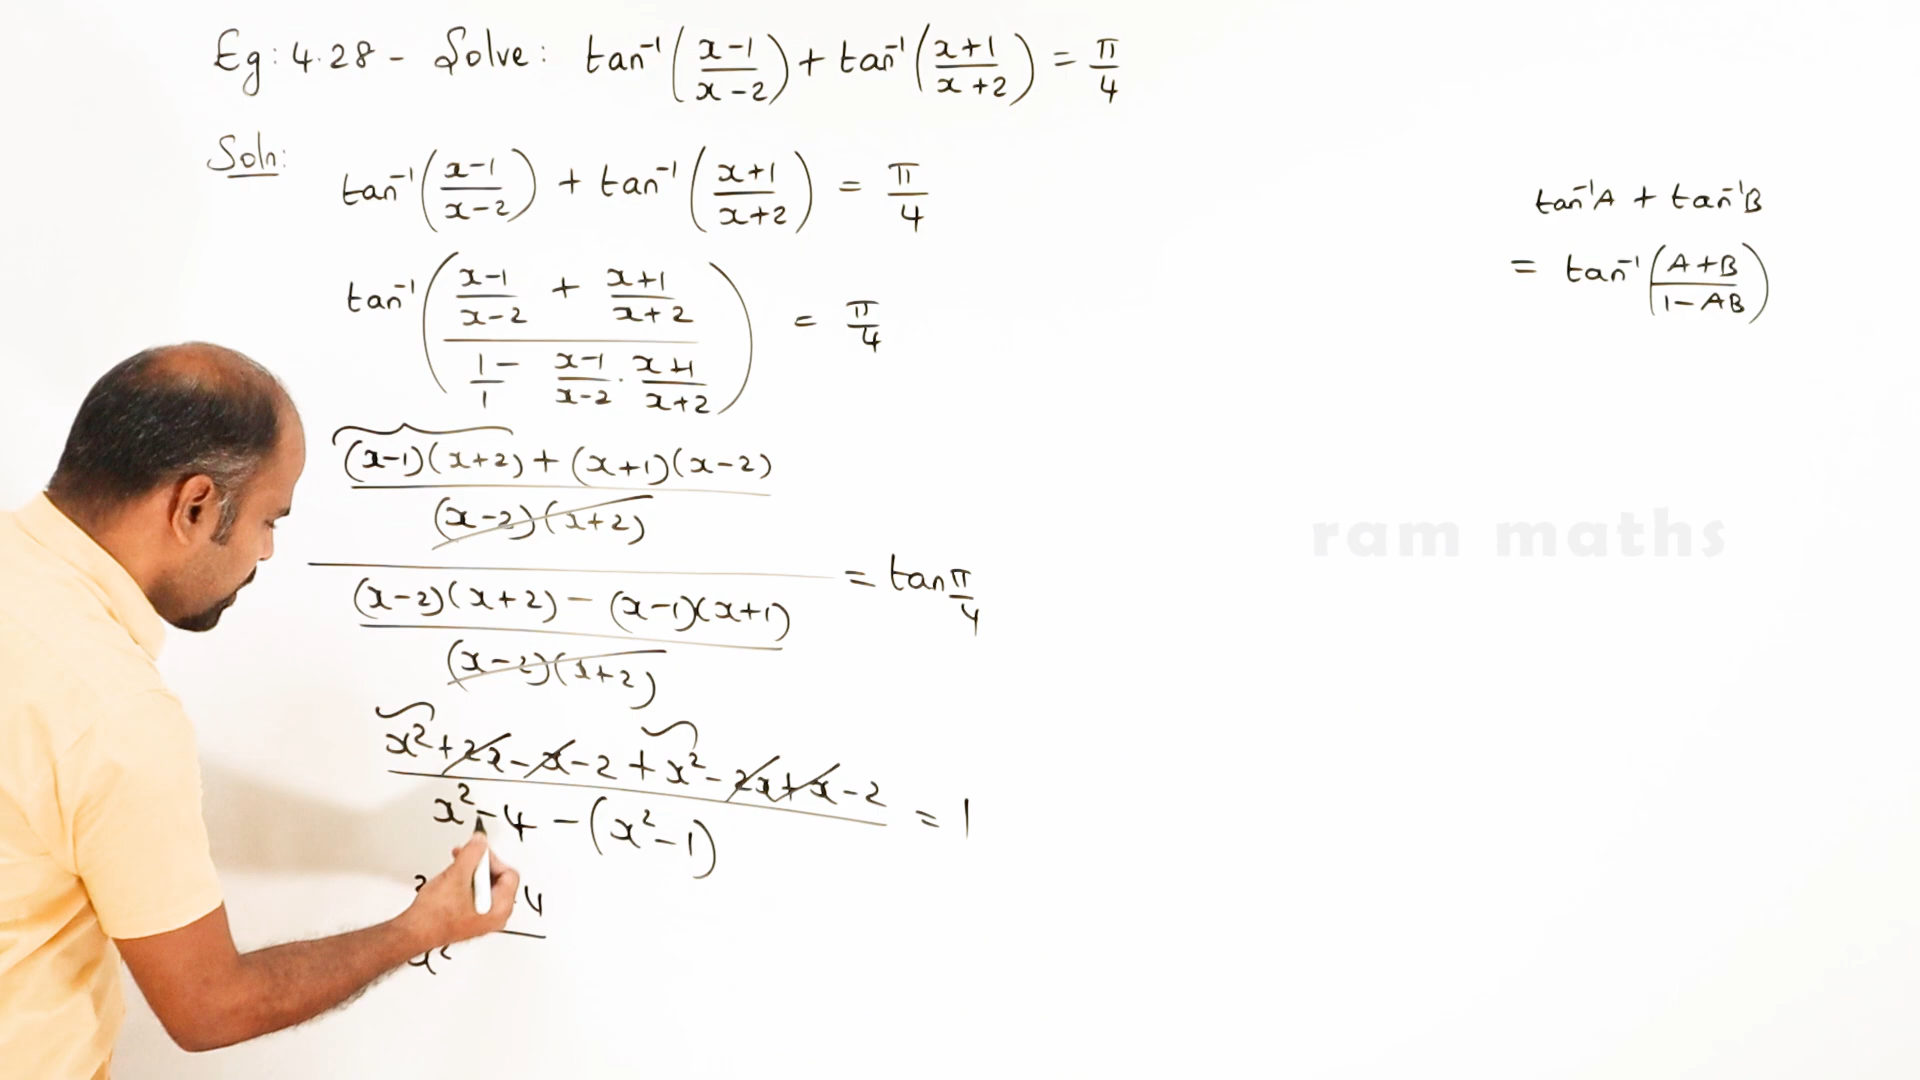 Eg: 4.28 - Solve: tan⁻¹((x-1)/(x-2)) + tan⁻¹((x+1)/(x+2)) = π/4
Soln:
tan⁻¹((x-1)/(x-2)) + tan⁻¹((x+1)/(x+2)) = π/4
tan⁻¹(((x-1)/(x-2) + (x+1)/(x+2))/(1/1 - (x-1)/(x-2) · (x+1)/(x+2))) = π/4
(x-1)(x+2) + (x+1)(x-2)
(x-2)(x+2)
= tan π/4
(x-2)(x+2) - (x-1)(x+1)
(x-2)(x+2)
x² + 2x - x - 2 + x² - 2x + x - 2
= 1
x² - 4 - (x² - 1)
4
x²
tan⁻¹A + tan⁻¹B
= tan⁻¹((A+B)/(1-AB))
ram maths